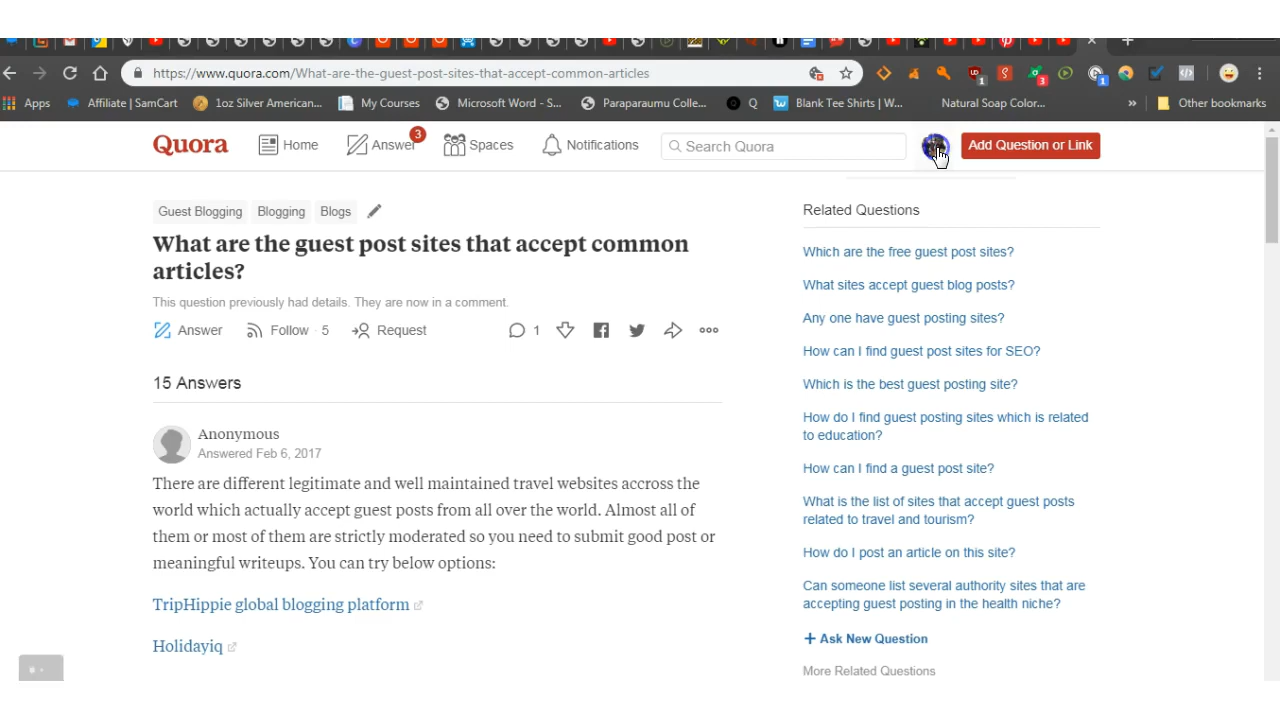 https://www.quora.com/What-are-the-guest-post-sites-that-accept-common-articles
Apps
Affiliate | SamCart
1oz Silver American...
My Courses
Microsoft Word - S...
Paraparaumu Colle...
Q
Blank Tee Shirts | W...
Natural Soap Color...
»
Other bookmarks
Quora
Home
Answer
3
Spaces
Notifications
Search Quora
Add Question or Link
Guest Blogging
Blogging
Blogs
What are the guest post sites that accept common
articles?
This question previously had details. They are now in a comment.
Answer
Follow · 5
Request
1
15 Answers
Anonymous
Answered Feb 6, 2017
There are different legitimate and well maintained travel websites accross the
world which actually accept guest posts from all over the world. Almost all of
them or most of them are strictly moderated so you need to submit good post or
meaningful writeups. You can try below options:
TripHippie global blogging platform
Holidayiq
Related Questions
Which are the free guest post sites?
What sites accept guest blog posts?
Any one have guest posting sites?
How can I find guest post sites for SEO?
Which is the best guest posting site?
How do I find guest posting sites which is related
to education?
How can I find a guest post site?
What is the list of sites that accept guest posts
related to travel and tourism?
How do I post an article on this site?
Can someone list several authority sites that are
accepting guest posting in the health niche?
+ Ask New Question
More Related Questions